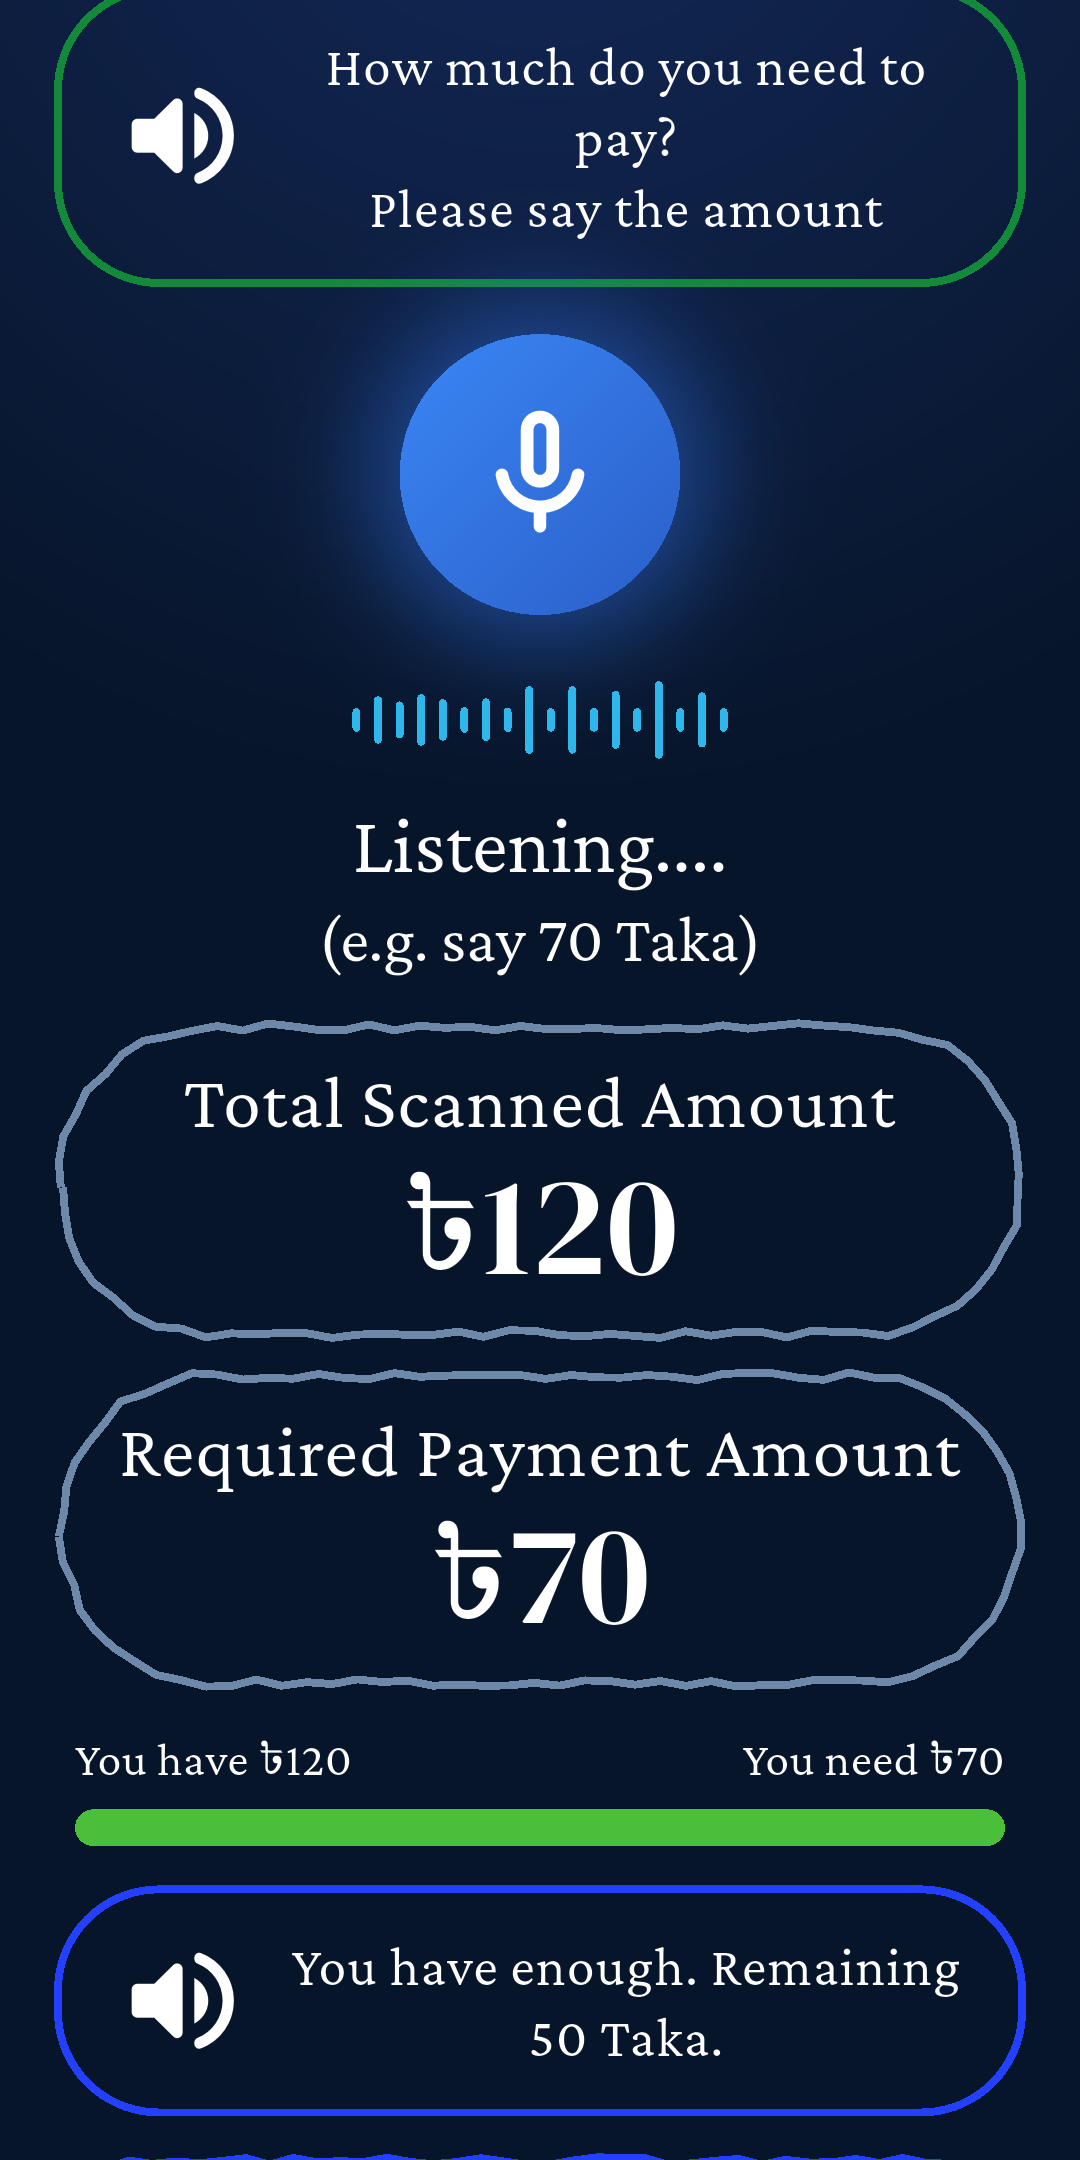 How much do you need to
pay?
Please say the amount
Listening....
(e.g. say 70 Taka)
Total Scanned Amount
৳120
Required Payment Amount
৳70
You have ৳120
You need ৳70
You have enough. Remaining
50 Taka.